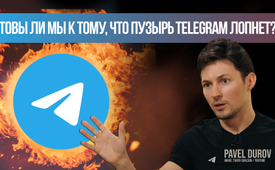 ТОВЫ ЛИ МЫ К ТОМУ, ЧТО ПУЗЫРЬ TELEGRAM ЛОПНЕТ?
PAVEL DUROV